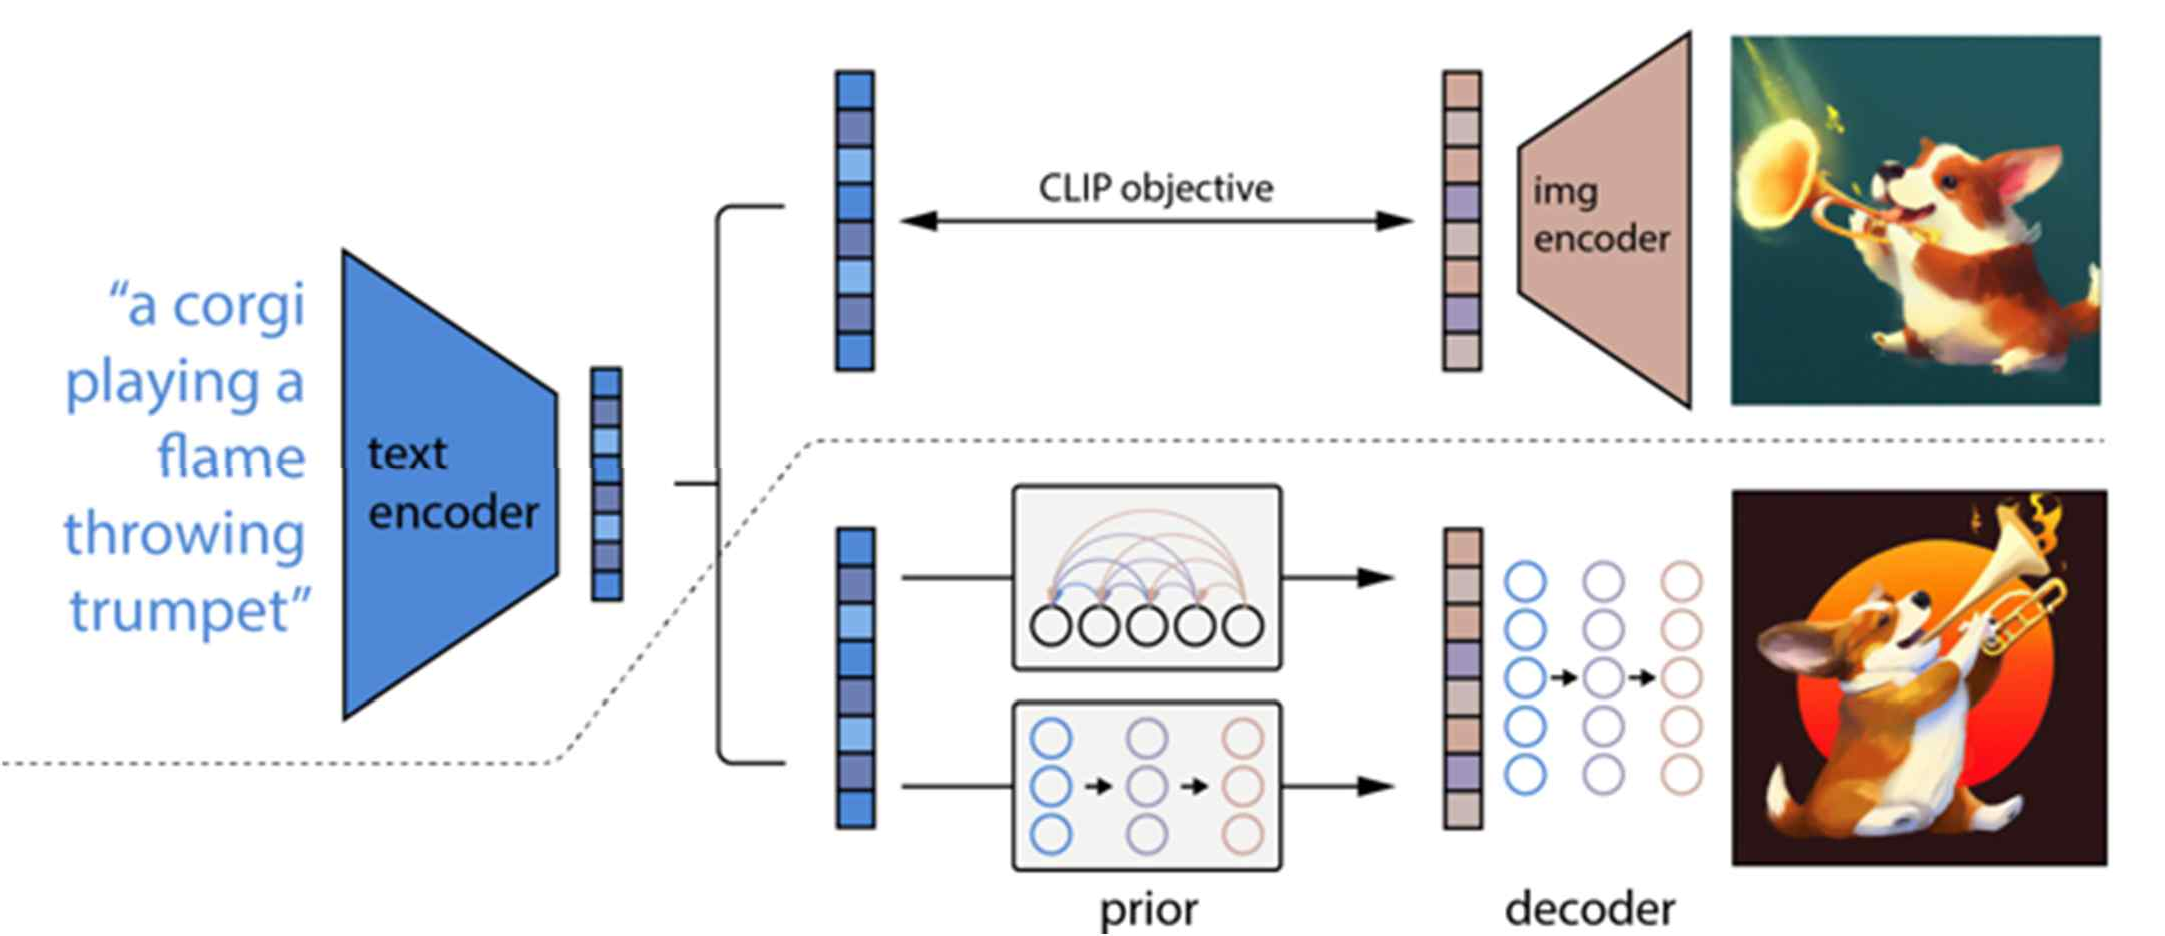 “a corgi
playing a
flame
throwing
trumpet”
text
encoder
CLIP objective
img
encoder
prior
decoder